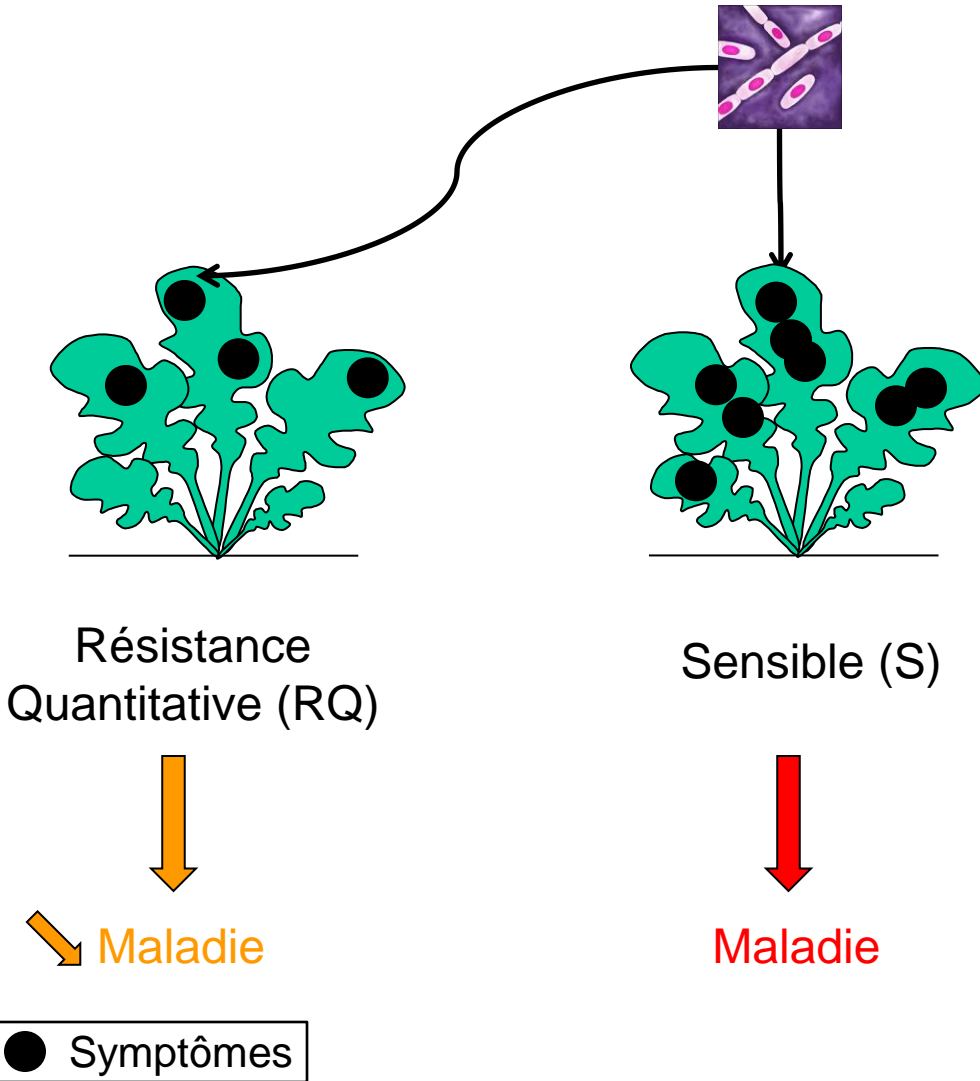 Résistance
Quantitative (RQ)
Sensible (S)
Maladie
Maladie
Symptômes